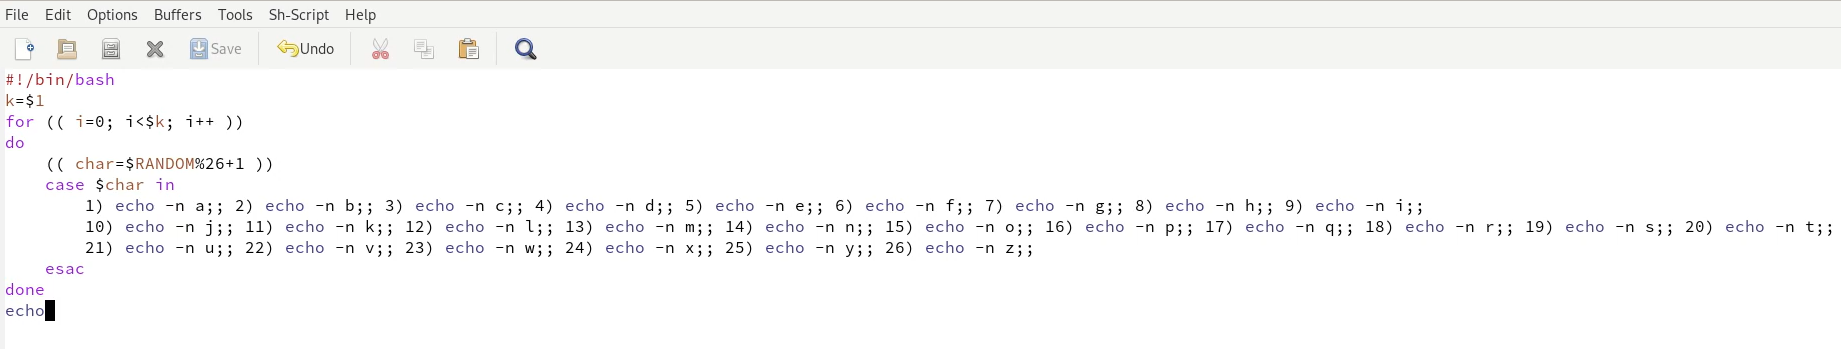 File Edit Options Buffers Tools Sh-Script Help
Save Undo
#!/bin/bash
k=$1
for (( i=0; i<$k; i++ ))
do
    (( char=$RANDOM%26+1 ))
    case $char in
        1) echo -n a;; 2) echo -n b;; 3) echo -n c;; 4) echo -n d;; 5) echo -n e;; 6) echo -n f;; 7) echo -n g;; 8) echo -n h;; 9) echo -n i;;
        10) echo -n j;; 11) echo -n k;; 12) echo -n l;; 13) echo -n m;; 14) echo -n n;; 15) echo -n o;; 16) echo -n p;; 17) echo -n q;; 18) echo -n r;; 19) echo -n s;; 20) echo -n t;;
        21) echo -n u;; 22) echo -n v;; 23) echo -n w;; 24) echo -n x;; 25) echo -n y;; 26) echo -n z;;
    esac
done
echo